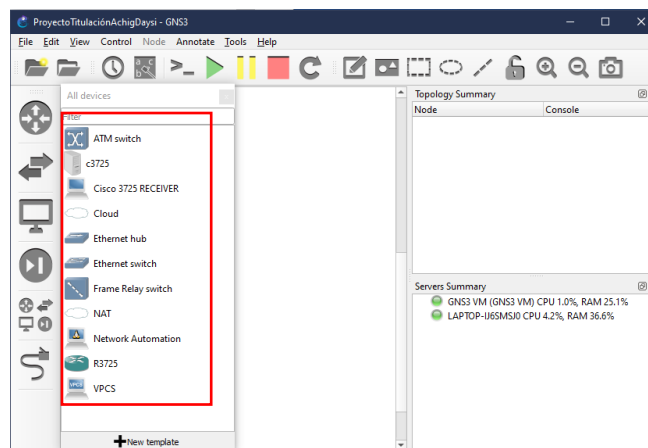 ProyectoTitulaciónAchigDaysi - GNS3
File Edit View Control Node Annotate Tools Help
All devices
Filter
ATM switch
c3725
Cisco 3725 RECEIVER
Cloud
Ethernet hub
Ethernet switch
Frame Relay switch
NAT
Network Automation
R3725
VPCS
New template
Topology Summary
Node Console
Servers Summary
GNS3 VM (GNS3 VM) CPU 1.0%, RAM 25.1%
LAPTOP-IJ6SMSJ0 CPU 4.2%, RAM 36.6%